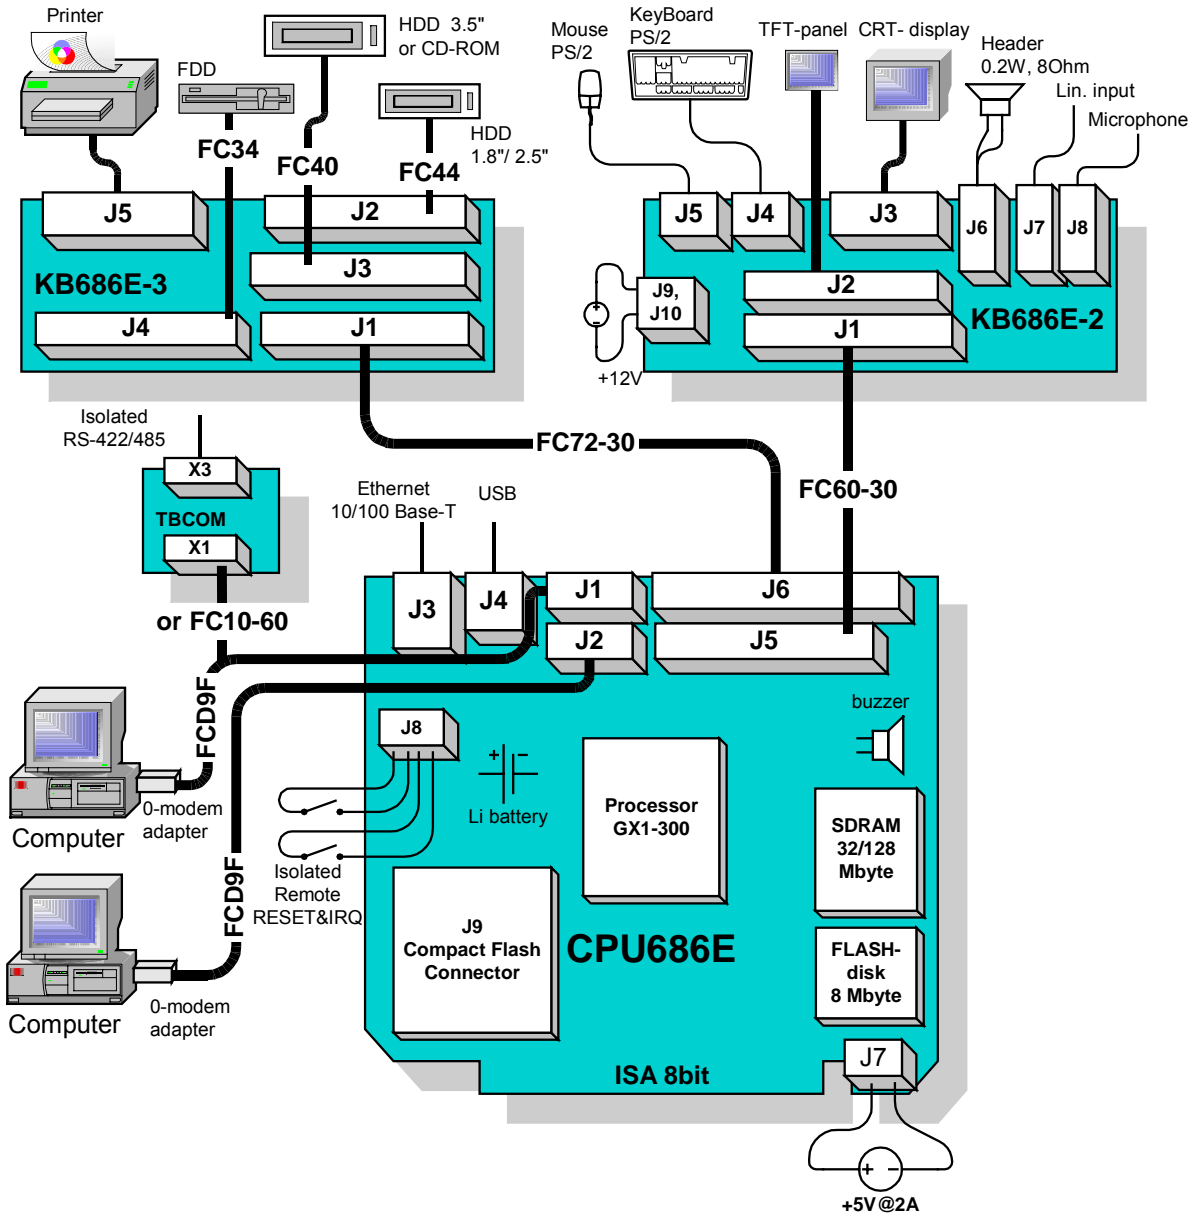 Printer
HDD 3.5"
or CD-ROM
FDD
HDD
1.8"/ 2.5"
FC34
FC40
FC44
Mouse
PS/2
KeyBoard
PS/2
TFT-panel
CRT- display
Header
0.2W, 8Ohm
Lin. input
Microphone
J5
J2
J3
KB686E-3
J4
J1
J5
J4
J3
J6
J7
J8
J9,
J10
J2
J1
KB686E-2
+
−
+12V
Isolated
RS-422/485
X3
TBCOM
X1
or FC10-60
FC72-30
FC60-30
Ethernet
10/100 Base-T
USB
J3
J4
J1
J2
J6
J5
FCD9F
FCD9F
Computer
0-modem
adapter
Computer
0-modem
adapter
J8
+
−
Li battery
Isolated
Remote
RESET&IRQ
Processor
GX1-300
buzzer
SDRAM
32/128
Mbyte
J9
Compact Flash
Connector
CPU686E
FLASH-
disk
8 Mbyte
ISA 8bit
J7
+ -
+5V@2A